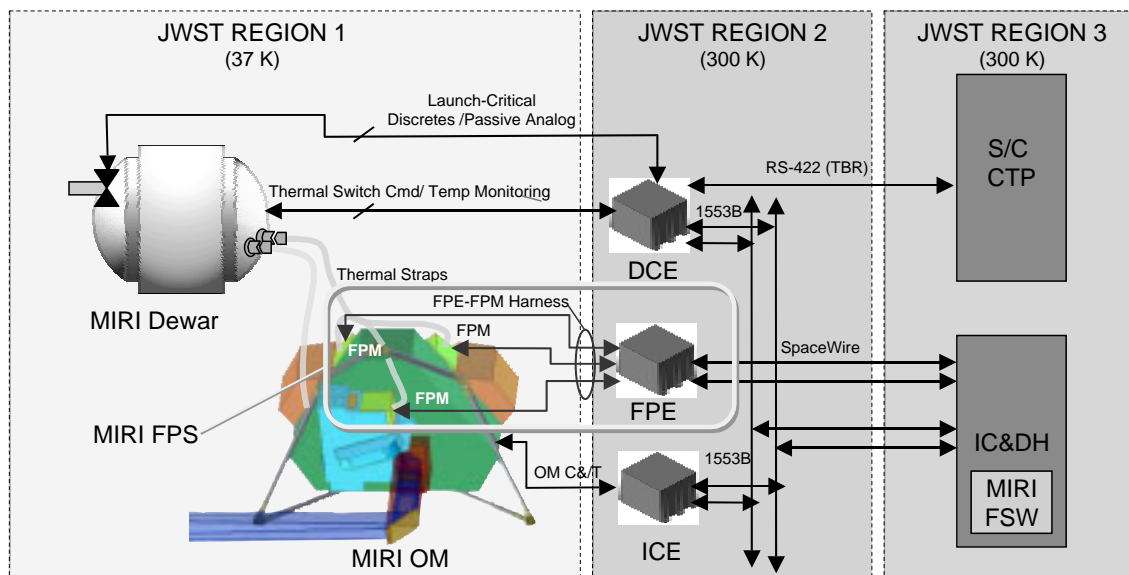 JWST REGION 1
(37 K)
JWST REGION 2
(300 K)
JWST REGION 3
(300 K)
Launch-Critical
Discretes /Passive Analog
S/C
CTP
RS-422 (TBR)
Thermal Switch Cmd/ Temp Monitoring
1553B
DCE
Thermal Straps
MIRI Dewar
FPE-FPM Harness
FPM
FPM
SpaceWire
FPM
FPE
MIRI FPS
IC&DH
OM C&/T
1553B
MIRI
FSW
MIRI OM
ICE